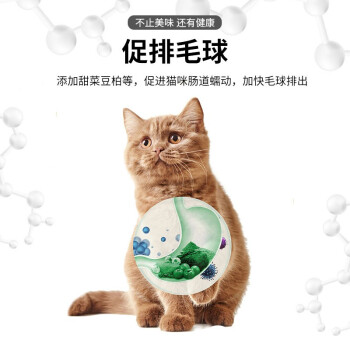 不止美味 还有健康
促排毛球
添加甜菜豆柏等，促进猫咪肠道蠕动，加快毛球排出